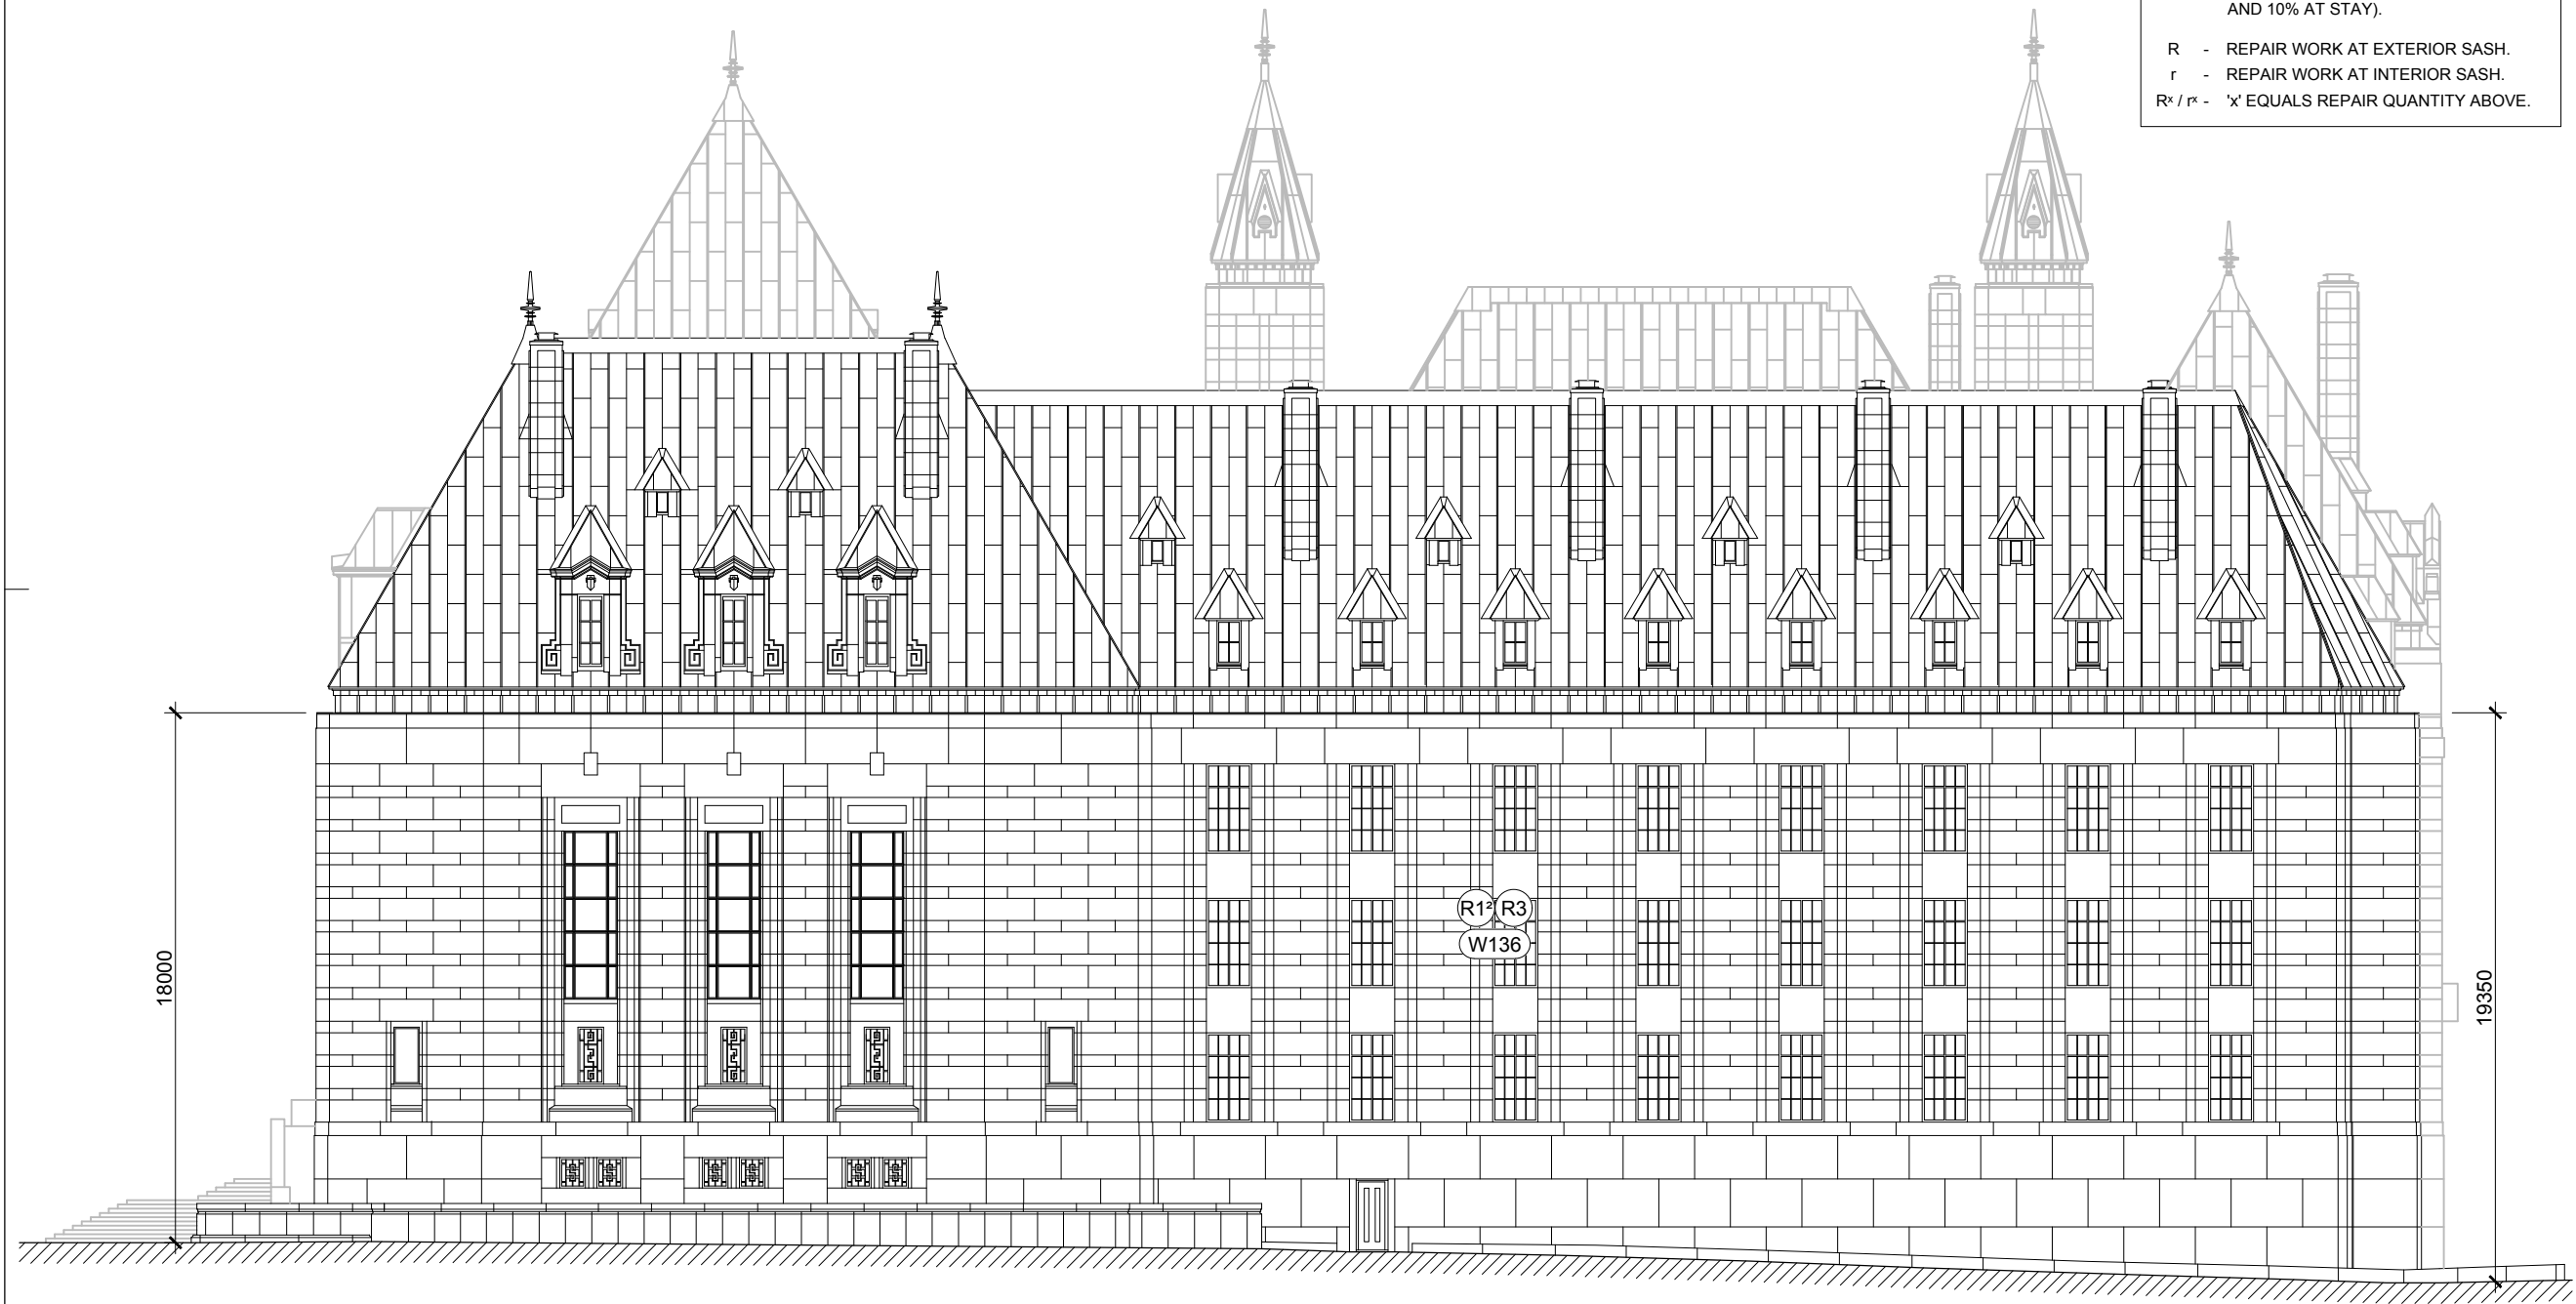 AND 10% AT STAY).
R - REPAIR WORK AT EXTERIOR SASH.
r - REPAIR WORK AT INTERIOR SASH.
Rˣ / rˣ - 'x' EQUALS REPAIR QUANTITY ABOVE.
R1² R3
W136
18000
19350